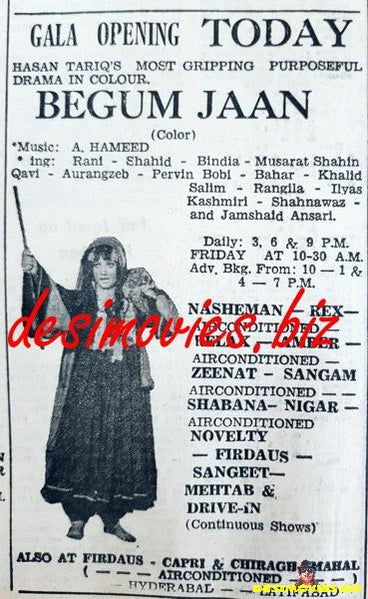 GALA OPENING TODAY
HASAN TARIQ'S MOST GRIPPING PURPOSEFUL
DRAMA IN COLOUR.
BEGUM JAAN
(Color)
*Music: A. HAMEED
* ing: Rani - Shahid - Bindia - Musarat Shahin
Qavi - Aurangzeb - Pervin Bobi - Bahar - Khalid
Salim - Rangila - Ilyas
Kashmiri - Shahnawaz -
and Jamshaid Ansari.
Daily: 3, 6 & 9 P.M.
FRIDAY AT 10-30 A.M.
Adv. Bkg. From: 10 — 1 &
4 — 7 P.M.
NASHEMAN - REX—
AIRCONDITIONED —
RELAX - AMBER —
desimovies.biz
AIRCONDITIONED —
ZEENAT - SANGAM
AIRCONDITIONED — —
SHABANA- NIGAR —
AIRCONDITIONED
NOVELTY
— FIRDAUS —
SANGEET—
MEHTAB &
DRIVE-iN
(Continuous Shows)
ALSO AT FIRDAUS - CAPRI & CHIRAGH MAHAL
( — — AIRCONDITIONED — — )
— HYDERABAD —